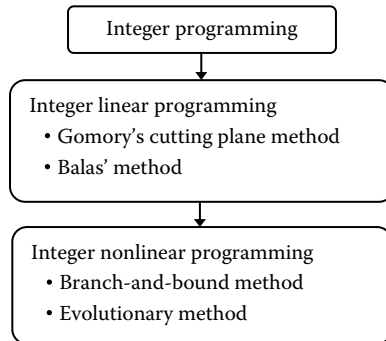 Integer programming
Integer linear programming
• Gomory's cutting plane method
• Balas' method
Integer nonlinear programming
• Branch-and-bound method
• Evolutionary method